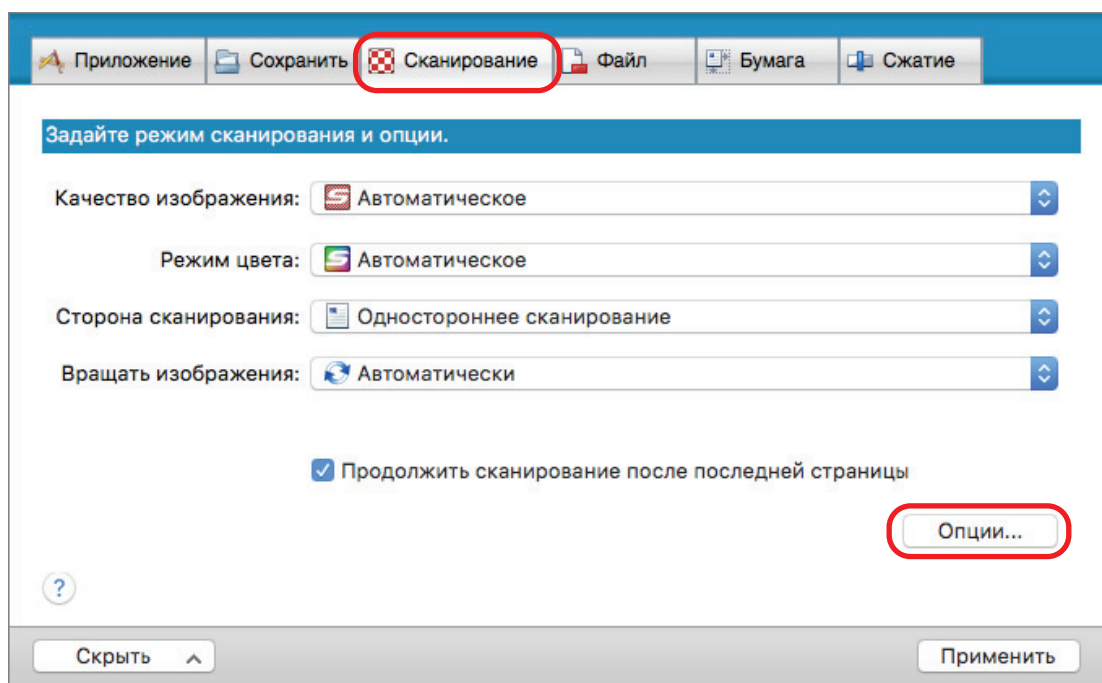 Приложение Сохранить Сканирование Файл Бумага Сжатие
Задайте режим сканирования и опции.
Качество изображения: Автоматическое
Режим цвета: Автоматическое
Сторона сканирования: Одностороннее сканирование
Вращать изображения: Автоматически
Продолжить сканирование после последней страницы
Опции...
?
Скрыть Применить